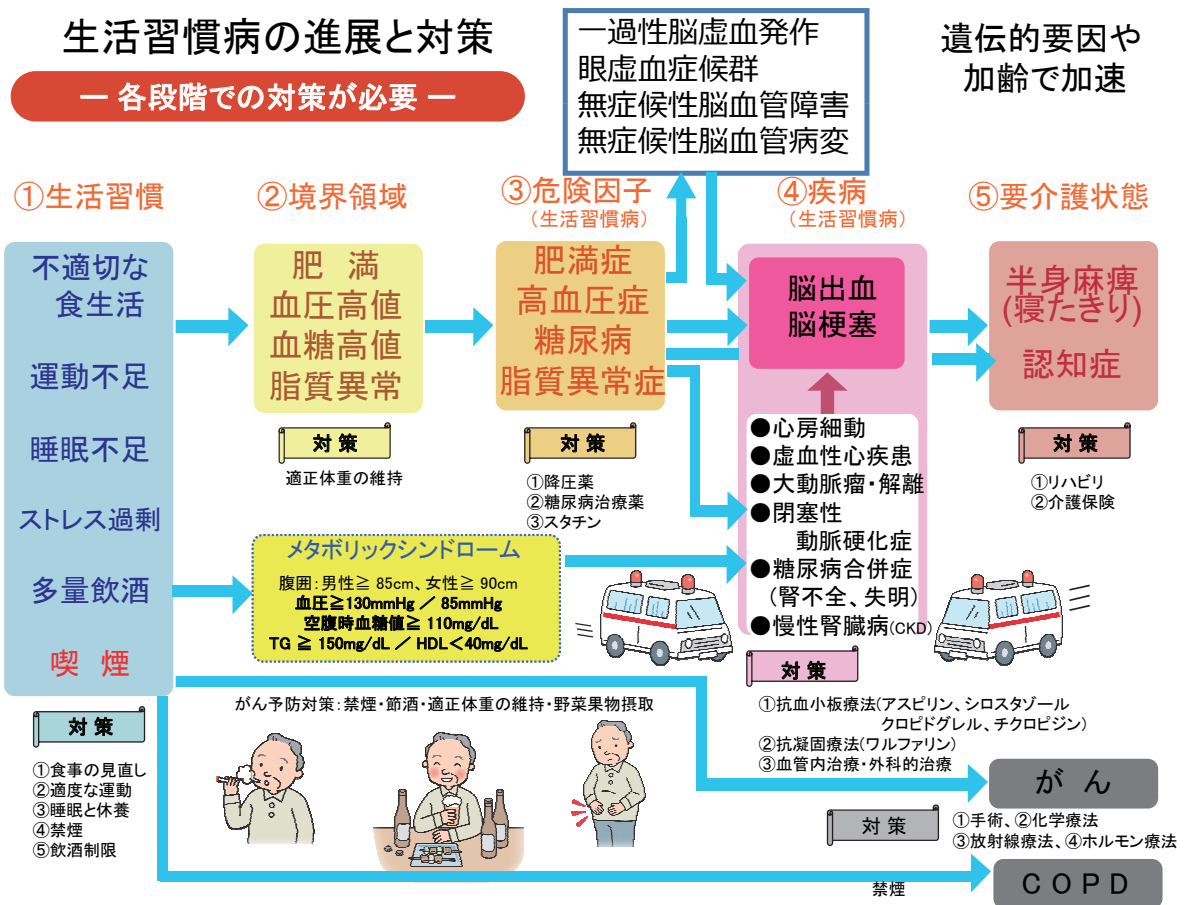 生活習慣病の進展と対策
― 各段階での対策が必要 ―
一過性脳虚血発作
眼虚血症候群
無症候性脳血管障害
無症候性脳血管病変
遺伝的要因や
加齢で加速
①生活習慣
不適切な
食生活
運動不足
睡眠不足
ストレス過剰
多量飲酒
喫 煙
対 策
①食事の見直し
②適度な運動
③睡眠と休養
④禁煙
⑤飲酒制限
②境界領域
肥 満
血圧高値
血糖高値
脂質異常
対 策
適正体重の維持
メタボリックシンドローム
腹囲：男性≧ 85cm、女性≧ 90cm
血圧≧130mmHg ／ 85mmHg
空腹時血糖値≧ 110mg/dL
TG ≧ 150mg/dL ／ HDL＜40mg/dL
③危険因子
（生活習慣病）
肥満症
高血圧症
糖尿病
脂質異常症
対 策
①降圧薬
②糖尿病治療薬
③スタチン
④疾病
（生活習慣病）
脳出血
脳梗塞
●心房細動
●虚血性心疾患
●大動脈瘤・解離
●閉塞性
動脈硬化症
●糖尿病合併症
（腎不全、失明）
●慢性腎臓病(CKD)
対 策
①抗血小板療法(アスピリン、シロスタゾール
クロピドグレル、チクロピジン）
②抗凝固療法(ワルファリン）
③血管内治療・外科的治療
⑤要介護状態
半身麻痺
(寝たきり)
認知症
対 策
①リハビリ
②介護保険
がん予防対策：禁煙・節酒・適正体重の維持・野菜果物摂取
が ん
対 策
①手術、②化学療法
③放射線療法、④ホルモン療法
禁煙
C O P D